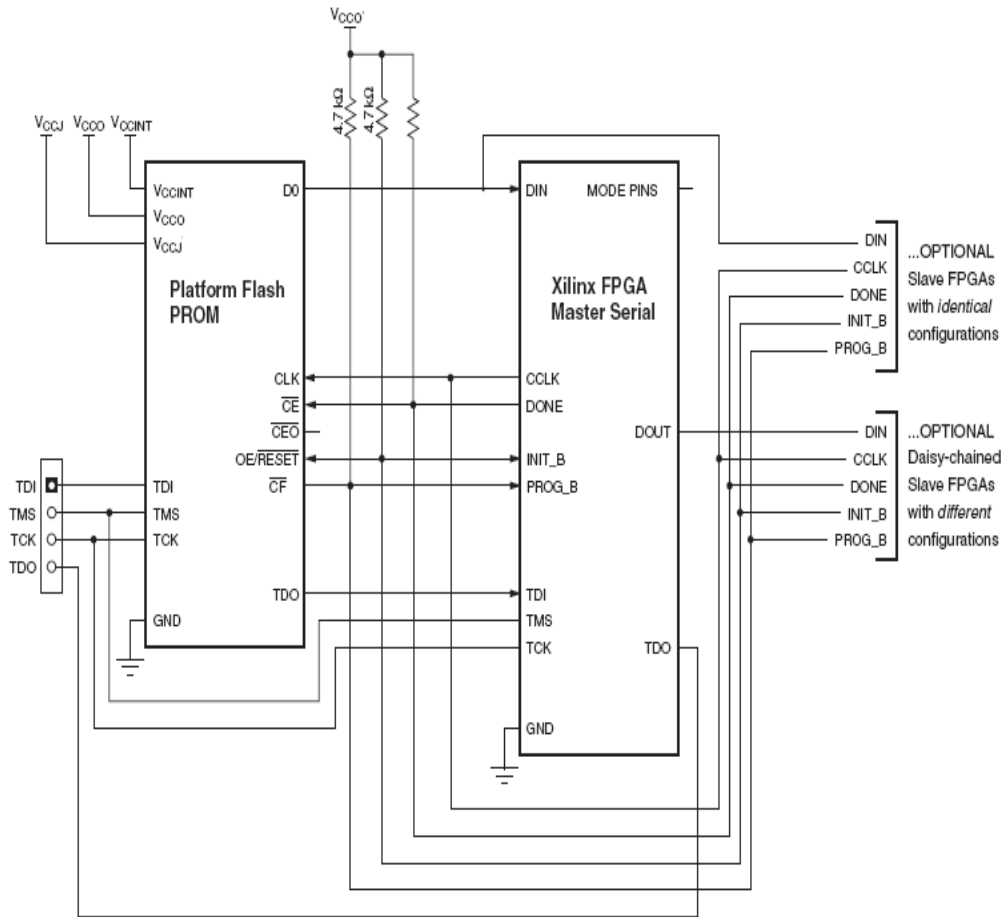 VCCO'
4.7 kΩ
4.7 kΩ
VCCJ VCCO VCCINT
VCCINT
VCCO
VCCJ
D0
Platform Flash
PROM
CLK
CE
CEO
OE/RESET
CF
TDI
TMS
TCK
TDO
GND
TDI
TMS
TCK
TDO
DIN
MODE PINS
Xilinx FPGA
Master Serial
CCLK
DONE
DOUT
INIT_B
PROG_B
TDI
TMS
TCK
TDO
GND
DIN
CCLK
DONE
INIT_B
PROG_B
...OPTIONAL
Slave FPGAs
with identical
configurations
DIN
CCLK
DONE
INIT_B
PROG_B
...OPTIONAL
Daisy-chained
Slave FPGAs
with different
configurations